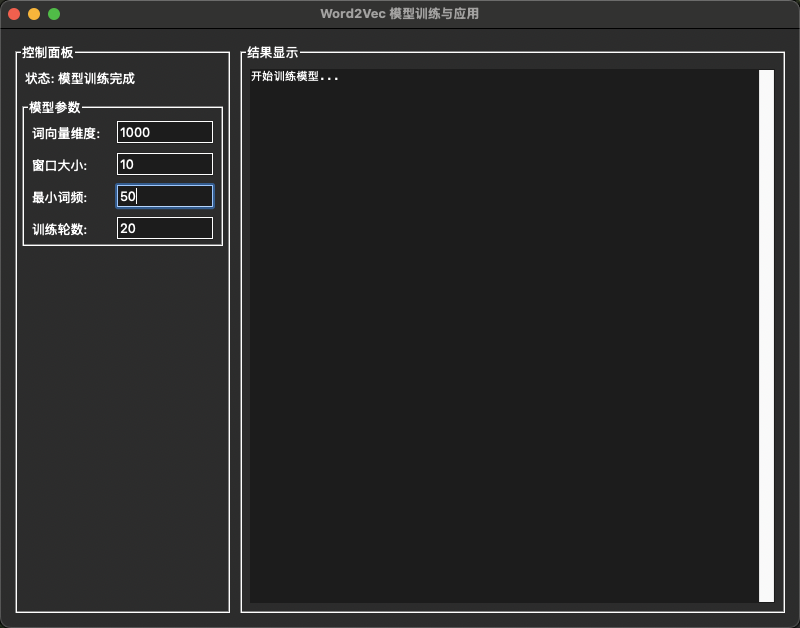 Word2Vec 模型训练与应用
控制面板
状态: 模型训练完成
模型参数
词向量维度: 1000
窗口大小: 10
最小词频: 50
训练轮数: 20
结果显示
开始训练模型...